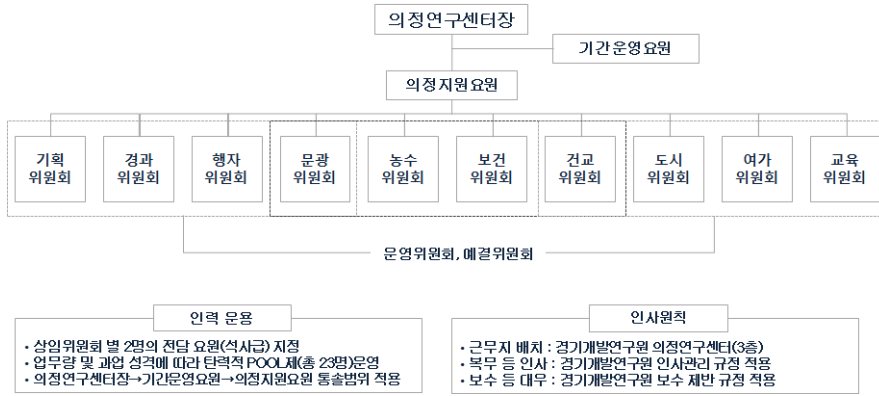 의정연구센터장
기간운영요원
의정지원요원
기획
위원회
경과
위원회
행자
위원회
문광
위원회
농수
위원회
보건
위원회
건교
위원회
도시
위원회
여가
위원회
교육
위원회
운영위원회, 예결위원회
인력 운용
• 상임위원회 별 2명의 전담 요원(석사급) 지정
• 업무량 및 과업 성격에 따라 탄력적 POOL제(총 23명)운영
• 의정연구센터장→기간운영요원→의정지원요원 통솔범위 적용
인사원칙
• 근무지 배치 : 경기개발연구원 의정연구센터(3층)
• 복무 등 인사 : 경기개발연구원 인사관리 규정 적용
• 보수 등 대우 : 경기개발연구원 보수 제반 규정 적용